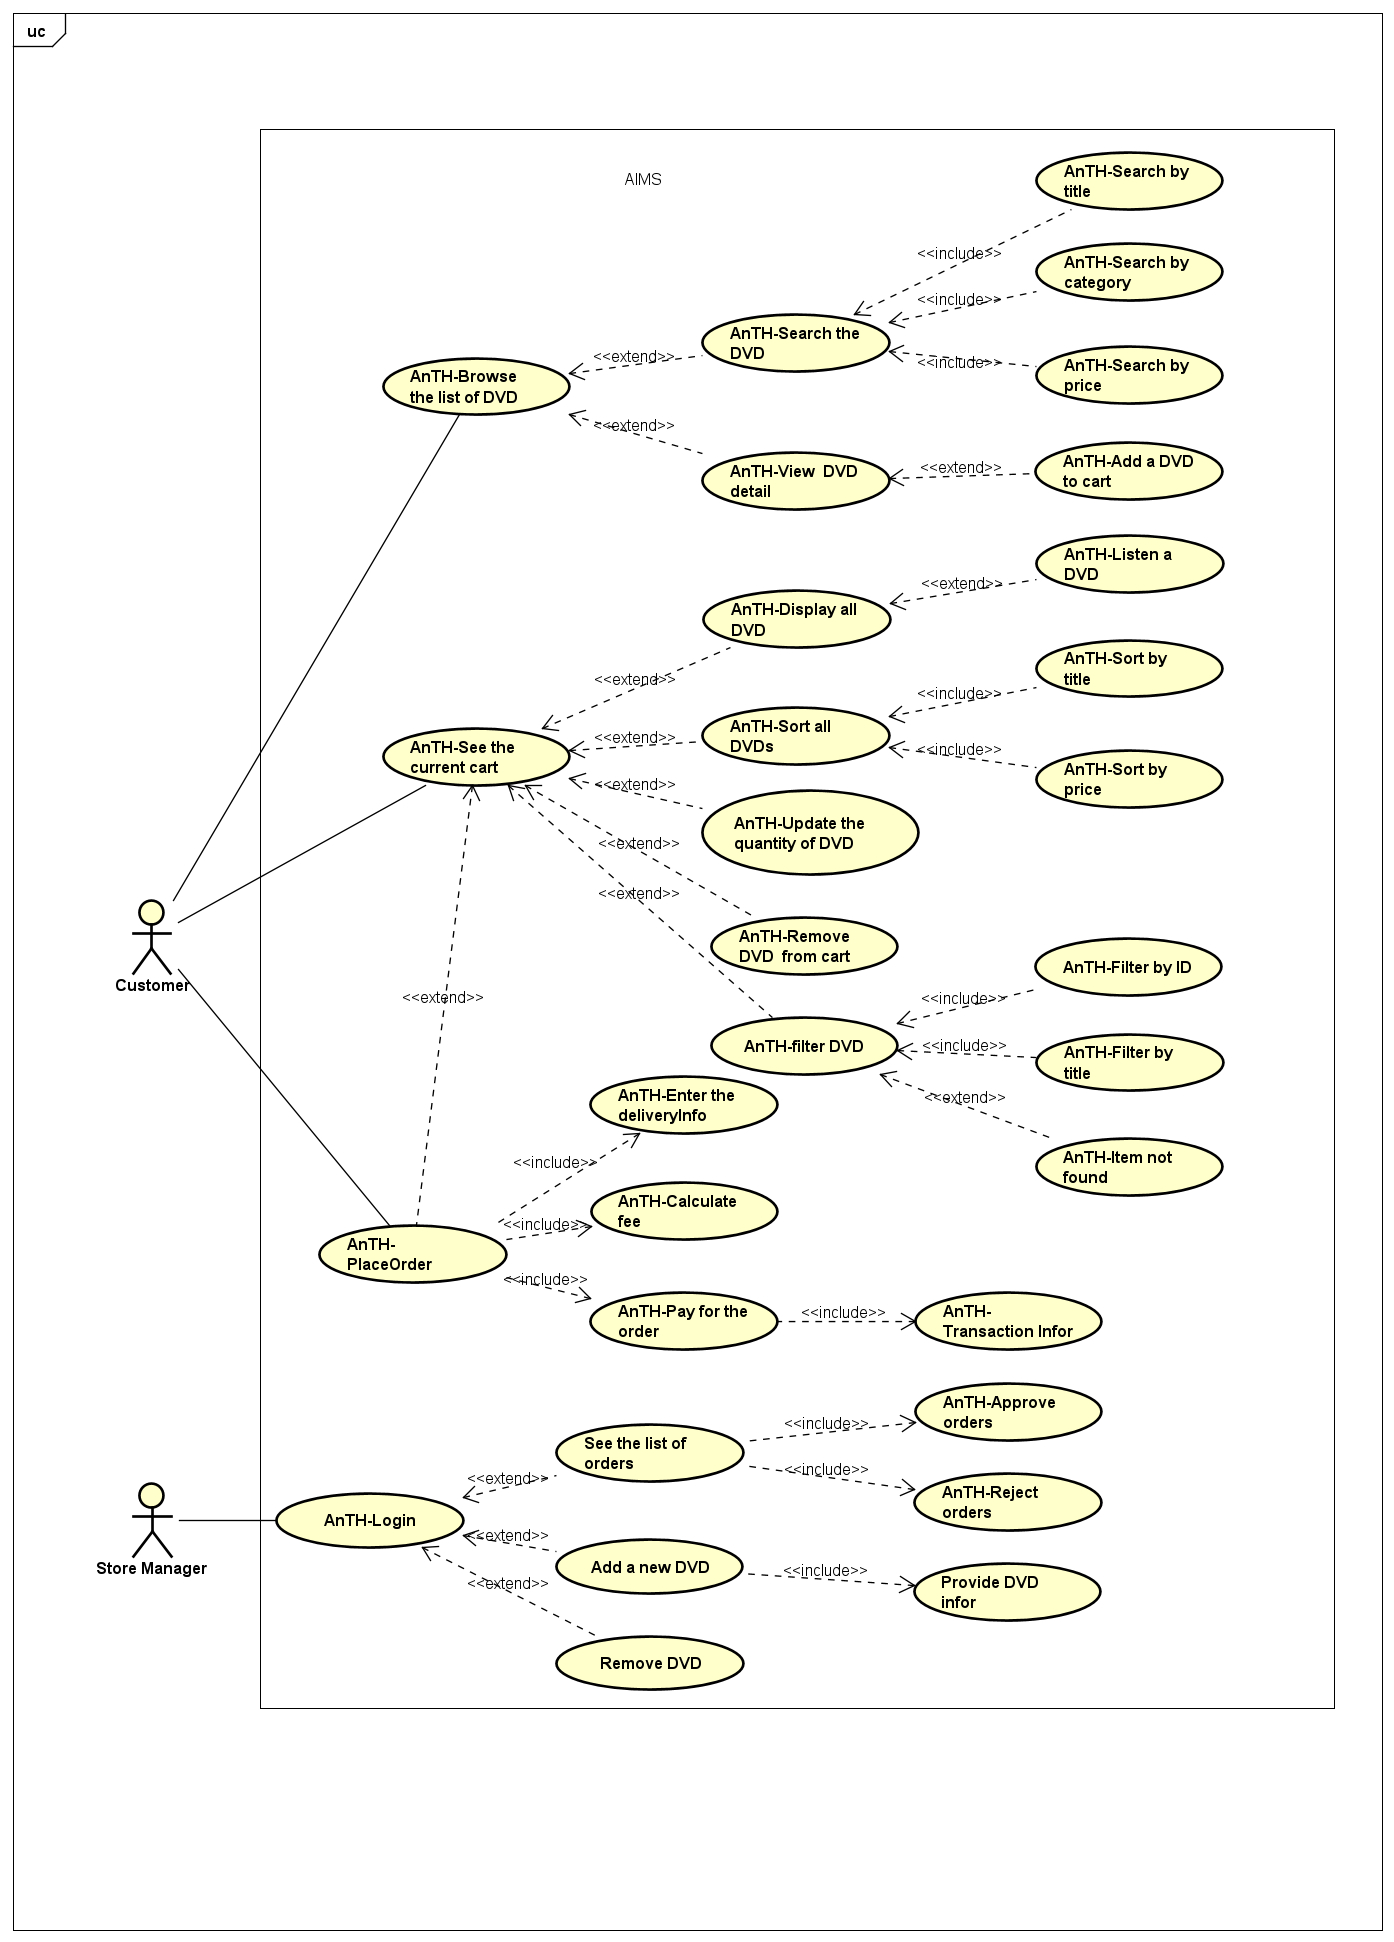 uc
AIMS
AnTH-Search by
title
<<include>>
AnTH-Search by
category
<<include>>
AnTH-Search the
DVD
<<extend>>
<<include>>
AnTH-Search by
price
AnTH-Browse
the list of DVD
<<extend>>
AnTH-View  DVD
detail
<<extend>>
AnTH-Add a DVD
to cart
AnTH-Listen a
DVD
<<extend>>
AnTH-Display all
DVD
<<extend>>
AnTH-Sort by
title
<<include>>
AnTH-Sort all
DVDs
<<extend>>
AnTH-See the
current cart
<<include>>
AnTH-Sort by
price
<<extend>>
AnTH-Update the
quantity of DVD
<<extend>>
<<extend>>
AnTH-Remove
DVD  from cart
AnTH-Filter by ID
Customer
<<extend>>
<<include>>
AnTH-filter DVD
<<include>>
AnTH-Filter by
title
AnTH-Enter the
deliveryInfo
<<extend>>
<<include>>
AnTH-Item not
found
AnTH-Calculate
fee
<<include>>
AnTH-
PlaceOrder
<<include>>
AnTH-Pay for the
order
<<include>>
AnTH-
Transaction Infor
AnTH-Approve
orders
<<include>>
See the list of
orders
<<extend>>
<<include>>
AnTH-Reject
orders
AnTH-Login
Store Manager
<<extend>>
Add a new DVD
<<include>>
Provide DVD
infor
<<extend>>
Remove DVD